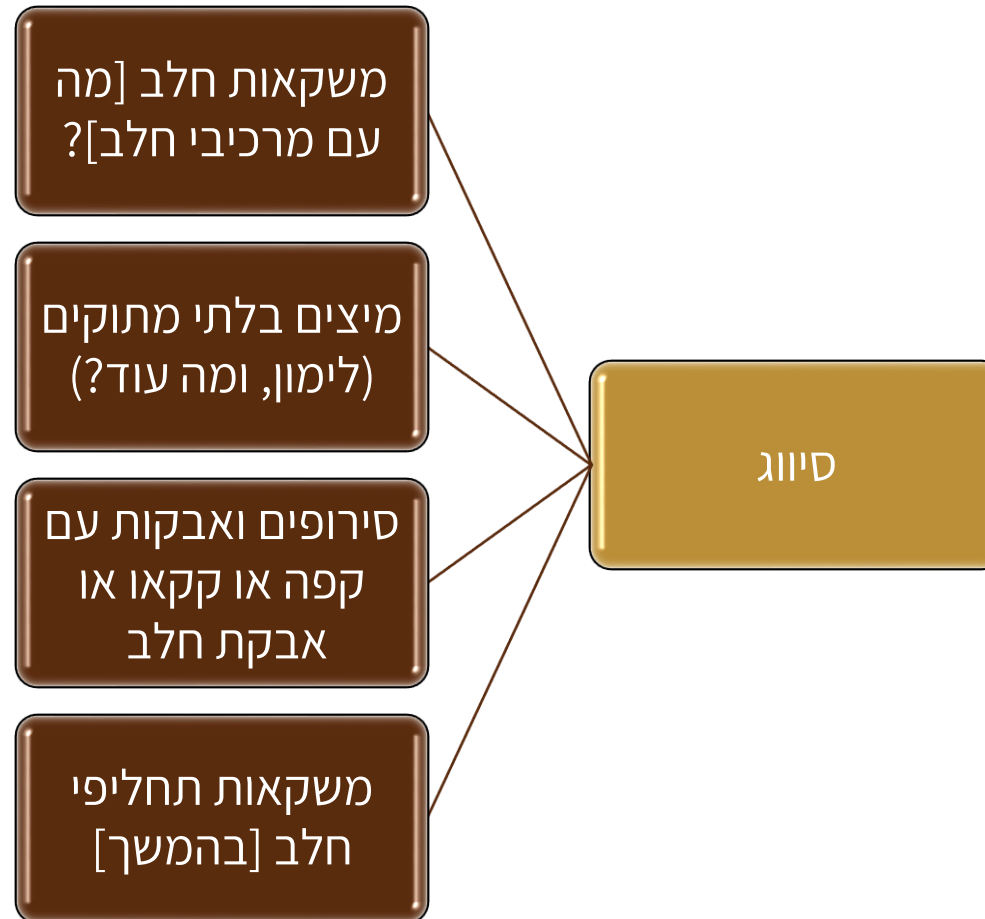 סיווג
משקאות חלב [מה
עם מרכיבי חלב]?
מיצים בלתי מתוקים
(לימון, ומה עוד?)
סירופים ואבקות עם
קפה או קקאו או
אבקת חלב
משקאות תחליפי
חלב [בהמשך]